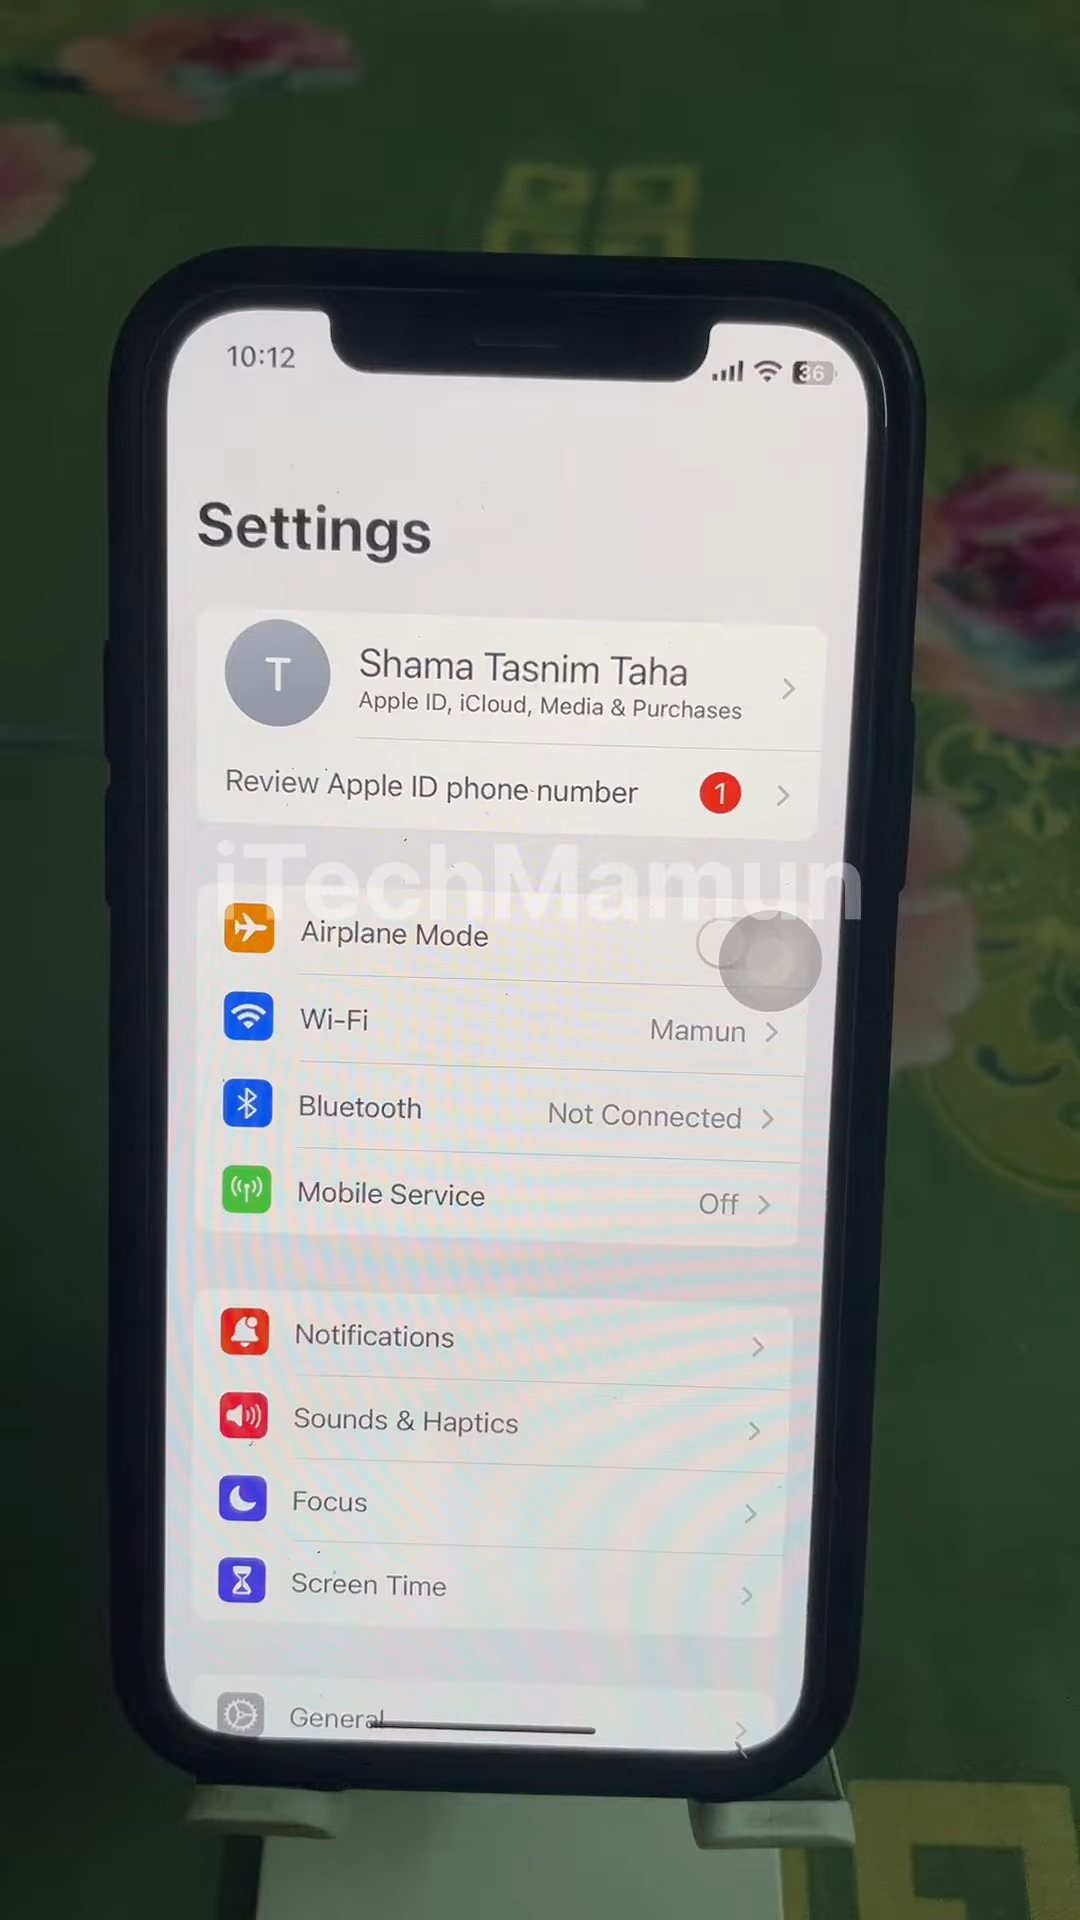 10:12
36
Settings
T
Shama Tasnim Taha
Apple ID, iCloud, Media & Purchases
Review Apple ID phone number 1
iTechMamun
Airplane Mode
Wi-Fi Mamun
Bluetooth Not Connected
Mobile Service Off
Notifications
Sounds & Haptics
Focus
Screen Time
General